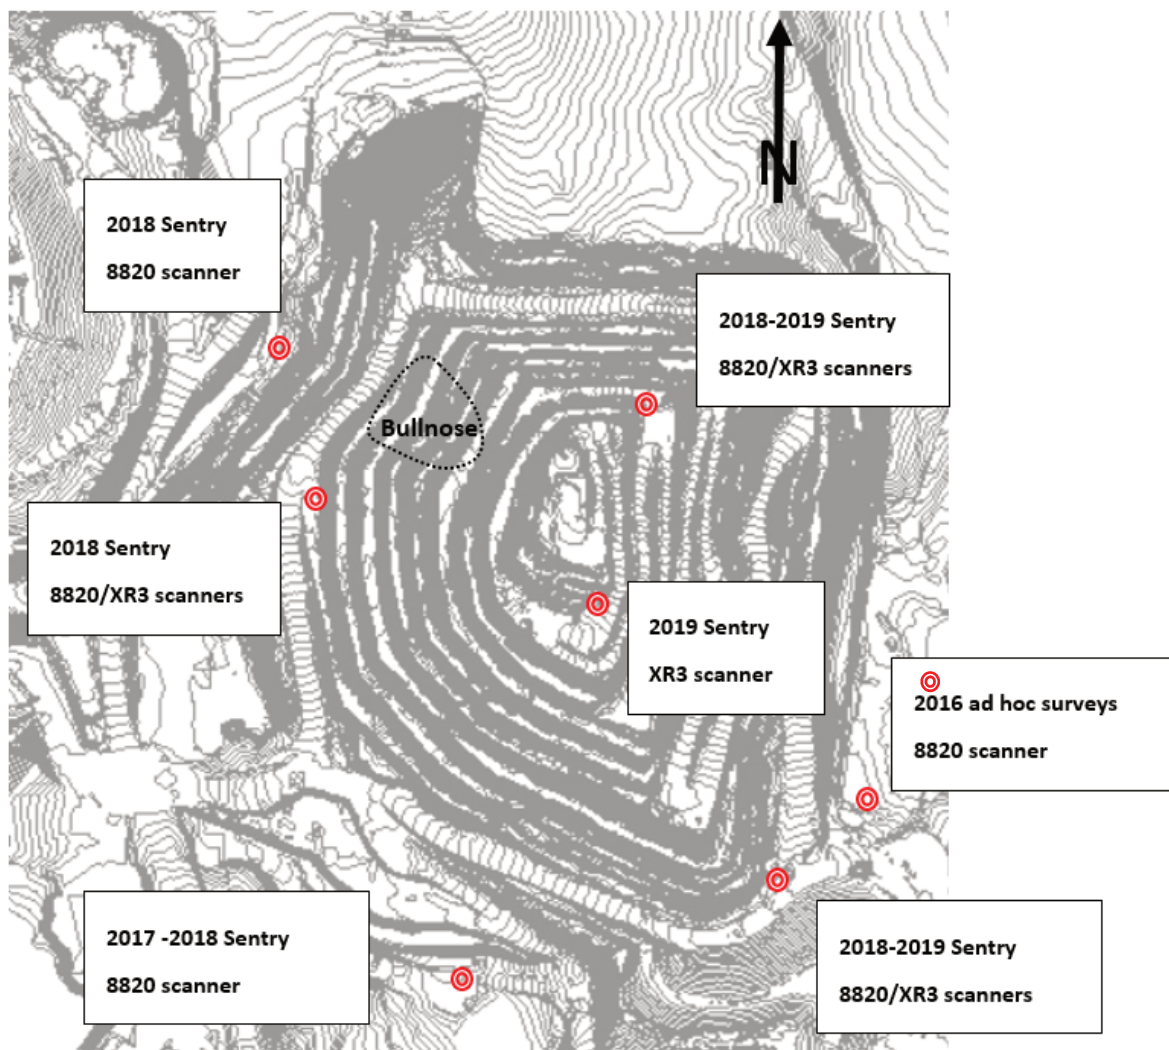 N
2018 Sentry
8820 scanner
2018-2019 Sentry
8820/XR3 scanners
Bullnose
2018 Sentry
8820/XR3 scanners
2019 Sentry
XR3 scanner
2016 ad hoc surveys
8820 scanner
2017 -2018 Sentry
8820 scanner
2018-2019 Sentry
8820/XR3 scanners